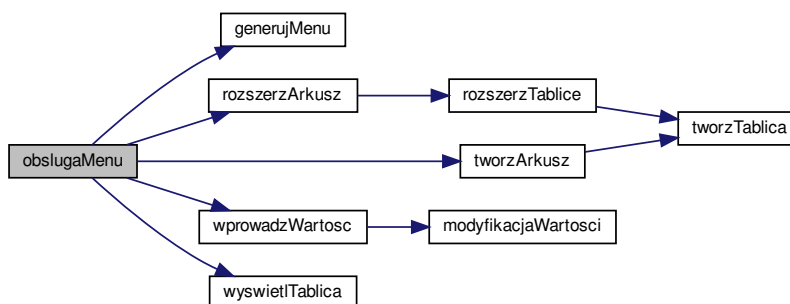 generujMenu
rozszerzArkusz
rozszerzTablice
tworzTablica
obslugaMenu
tworzArkusz
wprowadzWartosc
modyfikacjaWartosci
wyswietlTablica